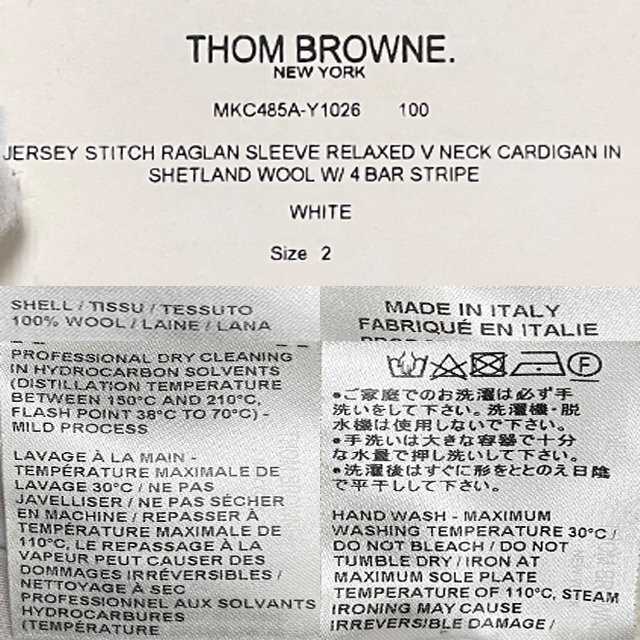 THOM BROWNE.
NEW YORK
MKC485A-Y1026 100
JERSEY STITCH RAGLAN SLEEVE RELAXED V NECK CARDIGAN IN
SHETLAND WOOL W/ 4 BAR STRIPE
WHITE
Size 2
SHELL / TISSU / TESSUTO
100% WOOL / LAINE / LANA
MADE IN ITALY
FABRIQUÉ EN ITALIE
PROFESSIONAL DRY CLEANING
IN HYDROCARBON SOLVENTS
(DISTILLATION TEMPERATURE
BETWEEN 150°C AND 210°C,
FLASH POINT 38°C TO 70°C) -
MILD PROCESS
LAVAGE À LA MAIN -
TEMPÉRATURE MAXIMALE DE
LAVAGE 30°C / NE PAS
JAVELLISER / NE PAS SÉCHER
EN MACHINE / REPASSER À
TEMPÉRATURE MAXIMALE DE
110°C, LE REPASSAGE À LA
VAPEUR PEUT CAUSER DES
DOMMAGES IRRÉVERSIBLES /
NETTOYAGE À SEC
PROFESSIONNEL AUX SOLVANTS
HYDROCARBURES
(TEMPÉRATURE
F
●ご家庭でのお洗濯は必ず手
洗いをして下さい。洗濯機・脱
水機は使用しないで下さい。
●手洗いは大きな容器で十分
な水量で押し洗いして下さい。
●洗濯後はすぐに形をととのえ日陰
で平干しして下さい。
HAND WASH - MAXIMUM
WASHING TEMPERATURE 30°C /
DO NOT BLEACH / DO NOT
TUMBLE DRY / IRON AT
MAXIMUM SOLE PLATE
TEMPERATURE OF 110°C, STEAM
IRONING MAY CAUSE
IRREVERSIBLE DAMAGE /